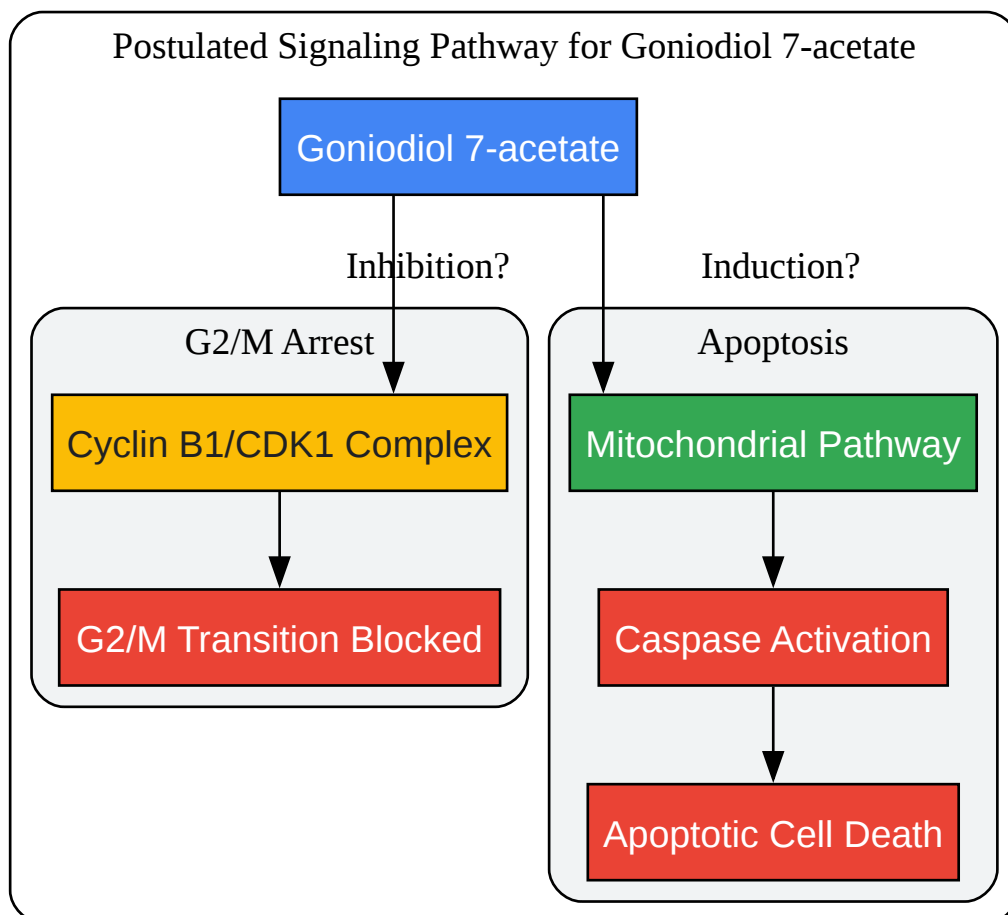 Postulated Signaling Pathway for Goniodiol 7-acetate
Goniodiol 7-acetate
Inhibition?
Induction?
G2/M Arrest
Cyclin B1/CDK1 Complex
G2/M Transition Blocked
Apoptosis
Mitochondrial Pathway
Caspase Activation
Apoptotic Cell Death